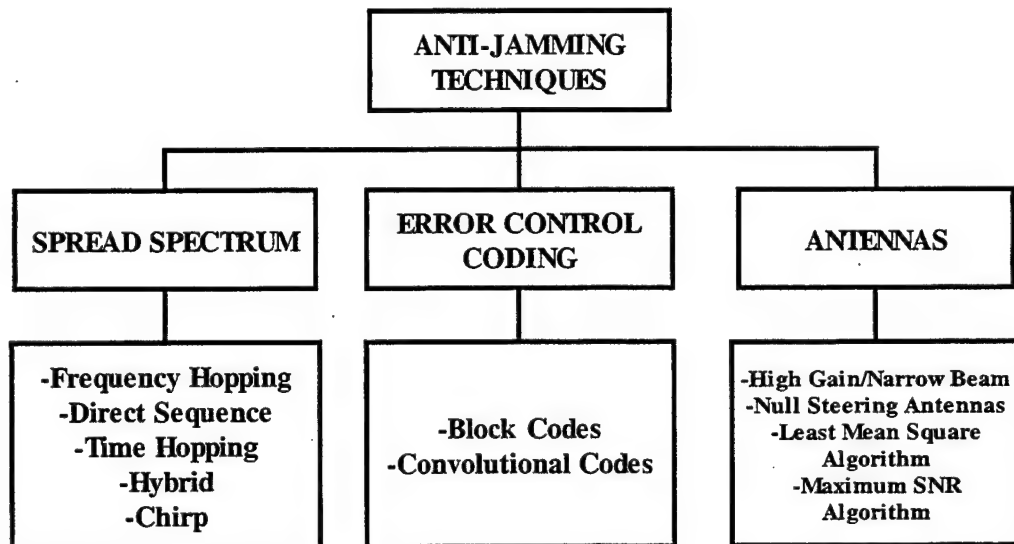 ANTI-JAMMING
TECHNIQUES
SPREAD SPECTRUM
ERROR CONTROL
CODING
ANTENNAS
-Frequency Hopping
-Direct Sequence
-Time Hopping
-Hybrid
-Chirp
-Block Codes
-Convolutional Codes
-High Gain/Narrow Beam
-Null Steering Antennas
-Least Mean Square
Algorithm
-Maximum SNR
Algorithm